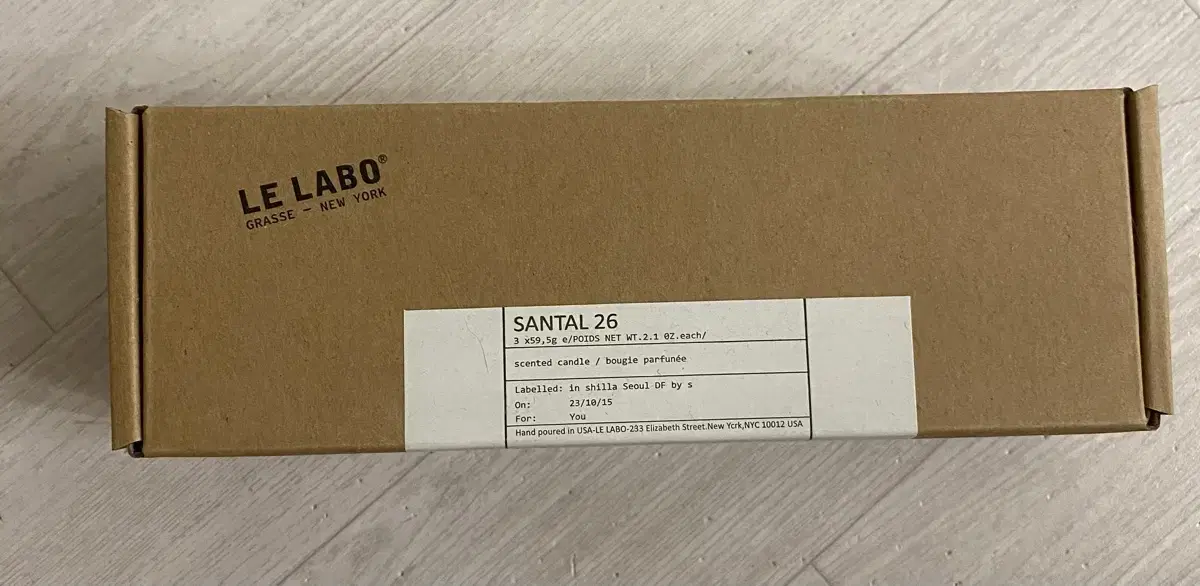 LE LABO®
GRASSE — NEW YORK
SANTAL 26
3 x59,5g e/POIDS NET WT.2.1 0Z.each/
scented candle / bougie parfumée
Labelled: in shilla Seoul DF by s
On: 23/10/15
For: You
Hand poured in USA-LE LABO-233 Elizabeth Street.New York,NYC 10012 USA